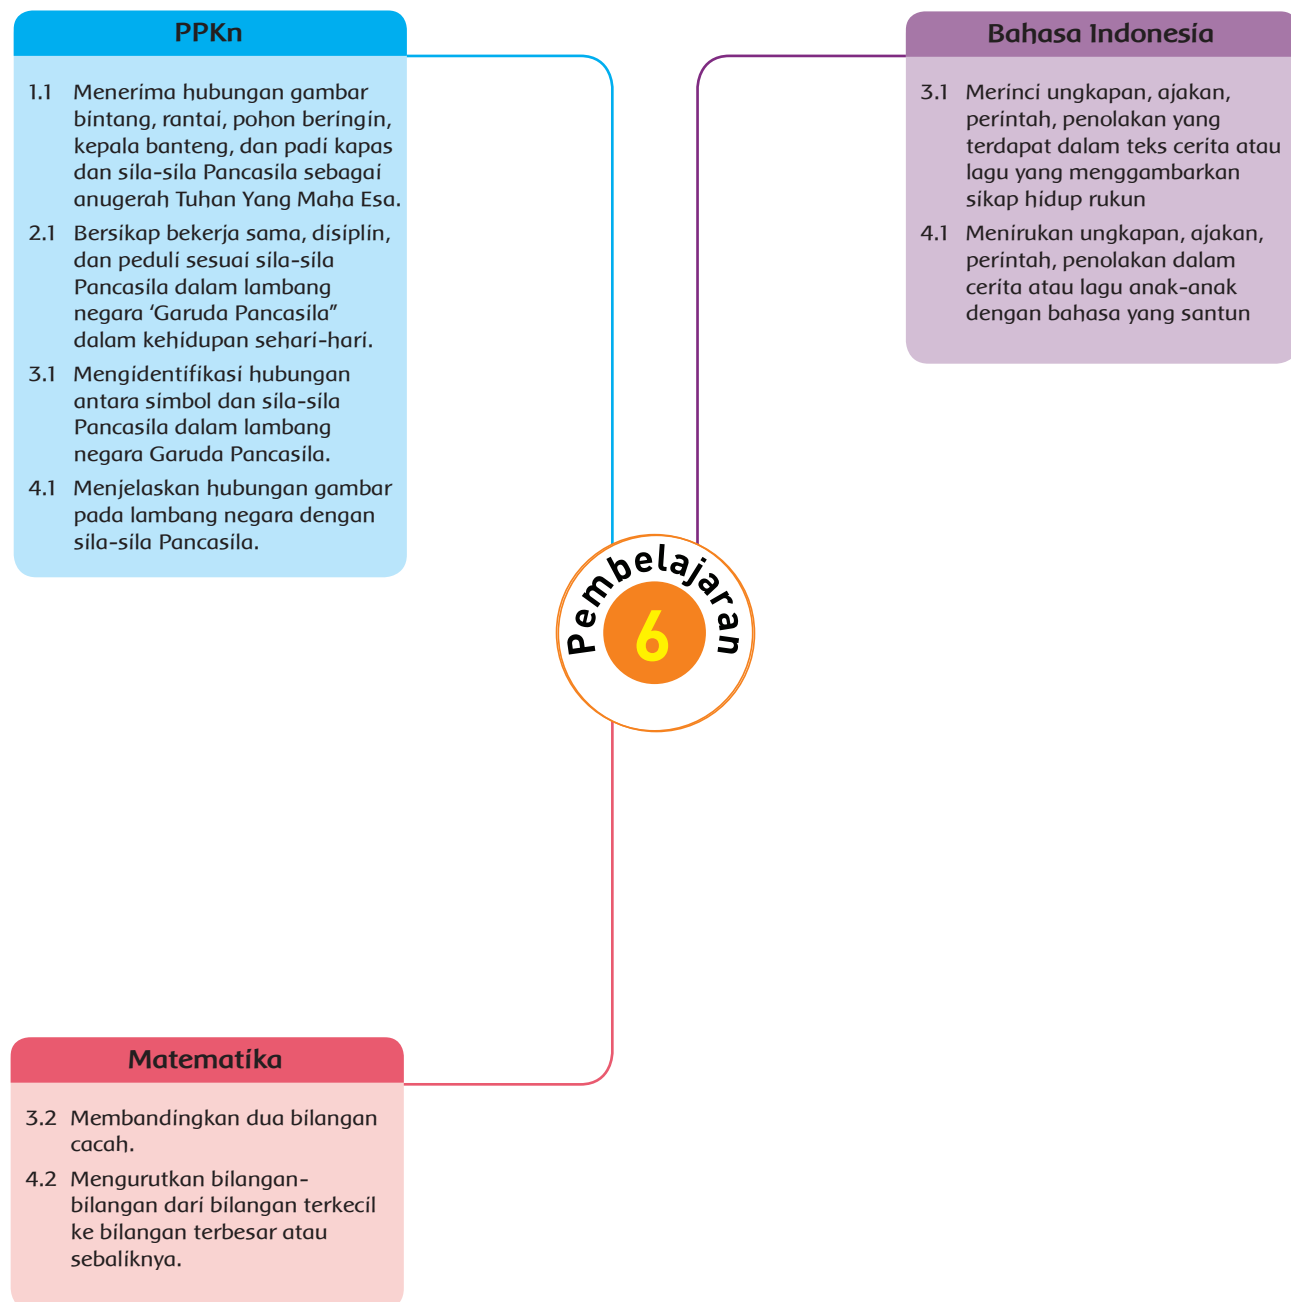 PPKn
1.1 Menerima hubungan gambar
bintang, rantai, pohon beringin,
kepala banteng, dan padi kapas
dan sila-sila Pancasila sebagai
anugerah Tuhan Yang Maha Esa.
2.1 Bersikap bekerja sama, disiplin,
dan peduli sesuai sila-sila
Pancasila dalam lambang
negara ‘Garuda Pancasila”
dalam kehidupan sehari-hari.
3.1 Mengidentifikasi hubungan
antara simbol dan sila-sila
Pancasila dalam lambang
negara Garuda Pancasila.
4.1 Menjelaskan hubungan gambar
pada lambang negara dengan
sila-sila Pancasila.
Bahasa Indonesia
3.1 Merinci ungkapan, ajakan,
perintah, penolakan yang
terdapat dalam teks cerita atau
lagu yang menggambarkan
sikap hidup rukun
4.1 Menirukan ungkapan, ajakan,
perintah, penolakan dalam
cerita atau lagu anak-anak
dengan bahasa yang santun
Pembelajaran
6
Matematika
3.2 Membandingkan dua bilangan
cacah.
4.2 Mengurutkan bilangan-
bilangan dari bilangan terkecil
ke bilangan terbesar atau
sebaliknya.